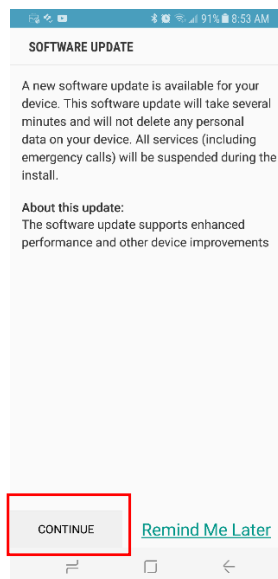 91% 8:53 AM
SOFTWARE UPDATE
A new software update is available for your
device. This software update will take several
minutes and will not delete any personal
data on your device. All services (including
emergency calls) will be suspended during the
install.
About this update:
The software update supports enhanced
performance and other device improvements
CONTINUE
Remind Me Later